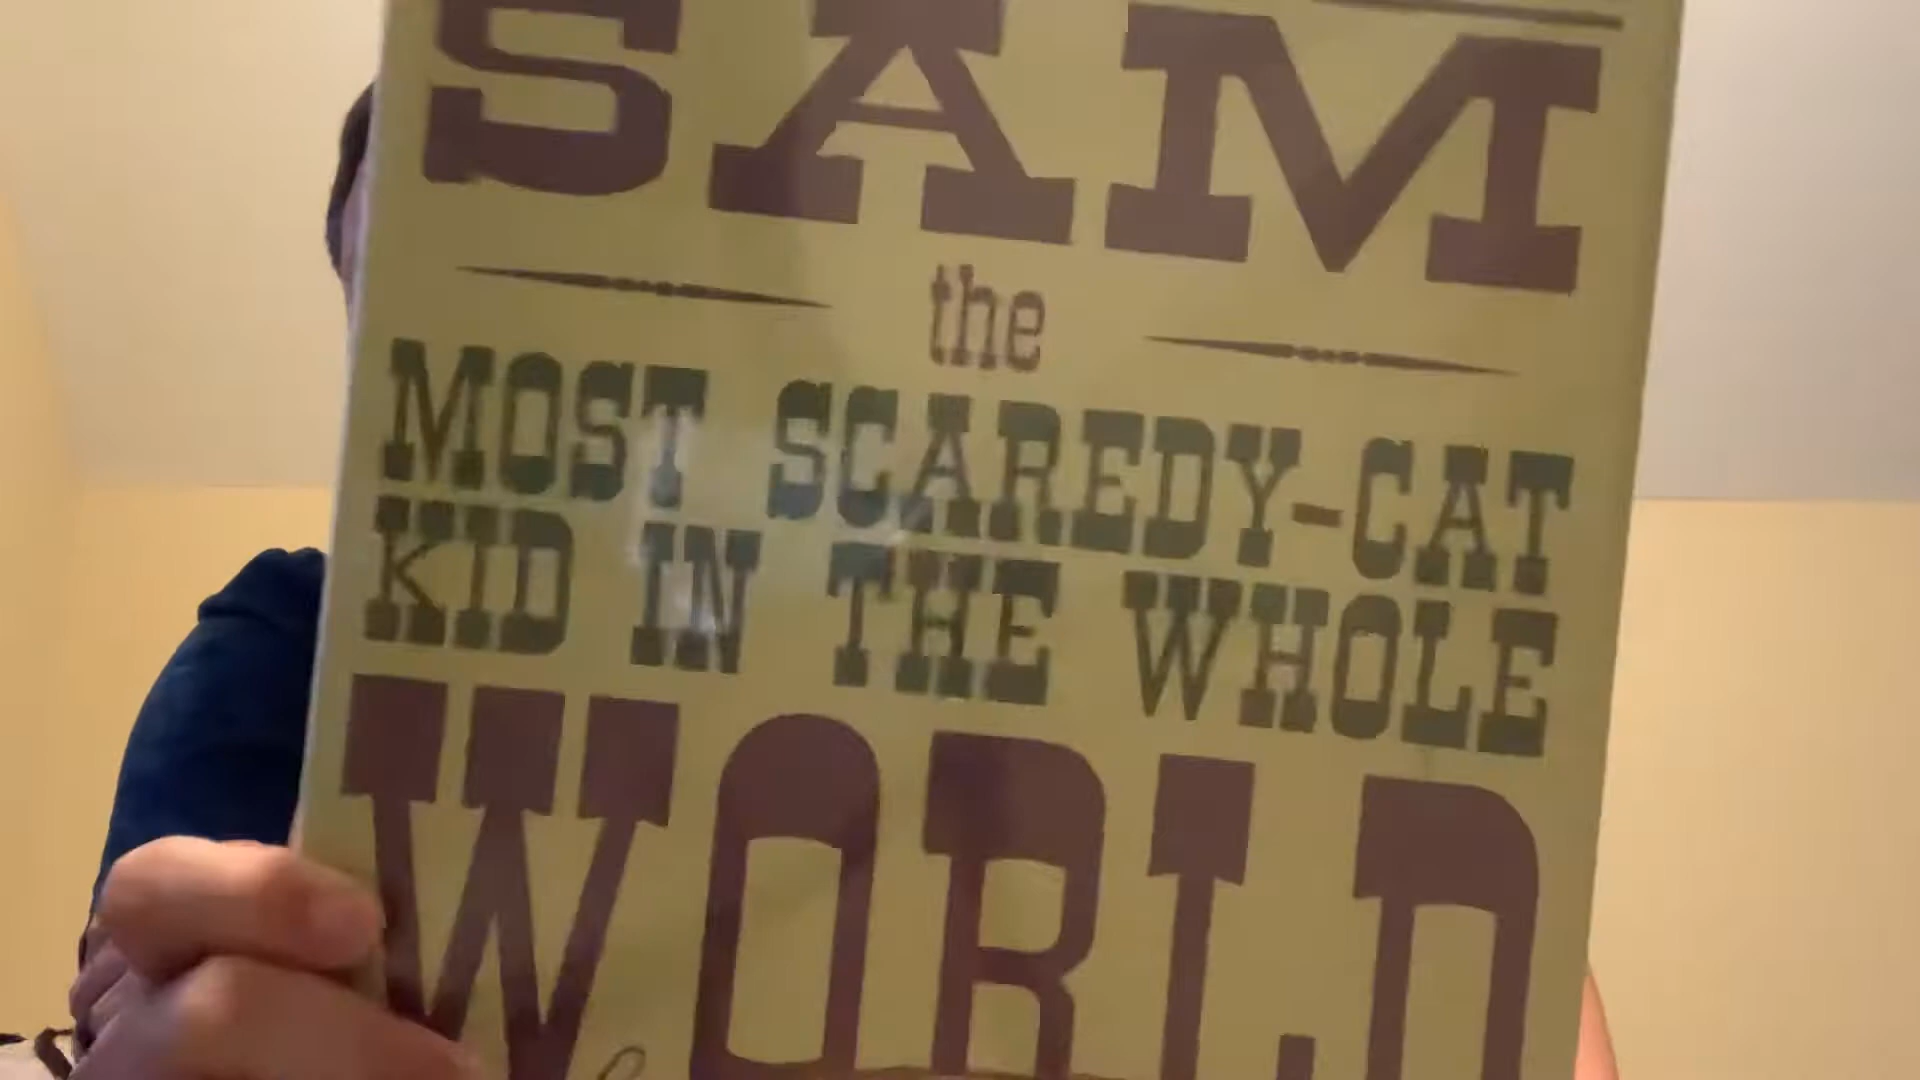 SAM
the
MOST SCAREDY-CAT
KID IN THE WHOLE
WORLD